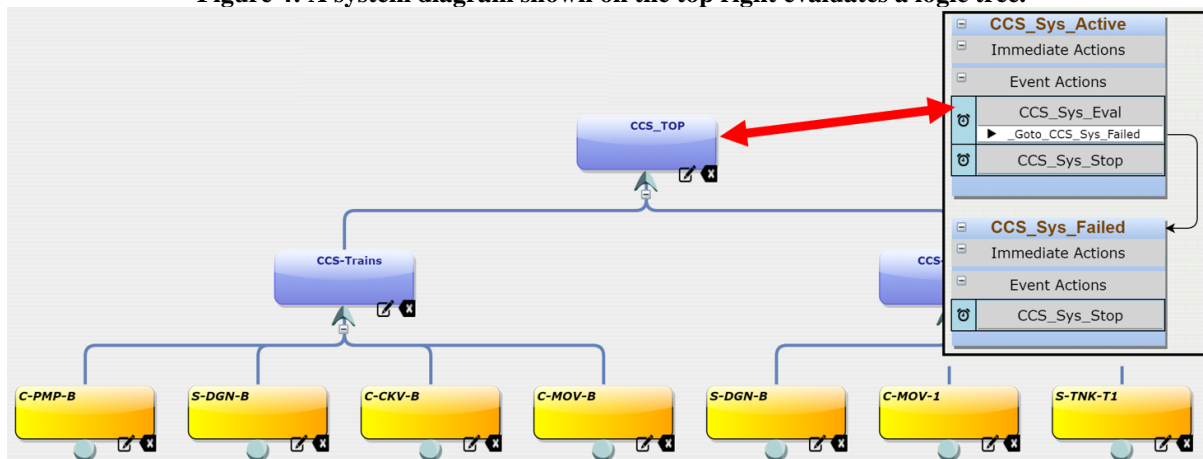 Figure 4: A system diagram shown on the top right evaluates a logic tree.
CCS_Sys_Active
Immediate Actions
Event Actions
CCS_Sys_Eval
_Goto_CCS_Sys_Failed
CCS_Sys_Stop
CCS_Sys_Failed
Immediate Actions
Event Actions
CCS_Sys_Stop
CCS_TOP
CCS-Trains
CCS-
C-PMP-B
S-DGN-B
C-CKV-B
C-MOV-B
S-DGN-B
C-MOV-1
S-TNK-T1